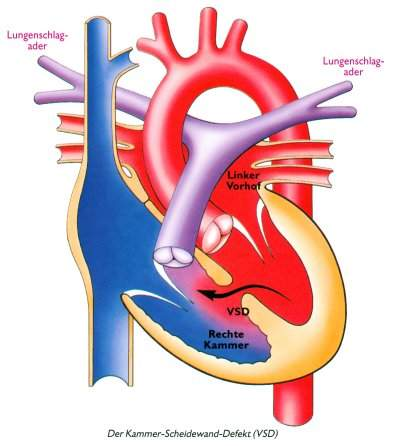 Lungenschlag-
ader
Lungenschlag-
ader
Linker
Vorhof
VSD
Rechte
Kammer
Der Kammer-Scheidewand-Defekt (VSD)